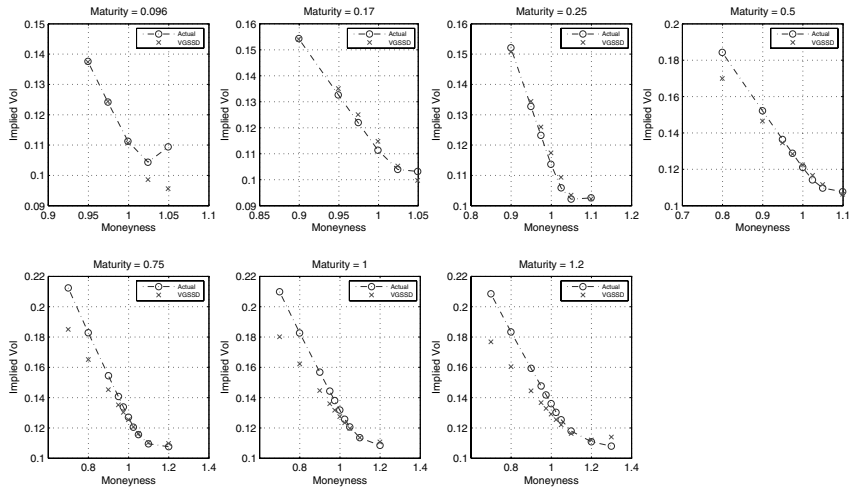 Maturity = 0.096
0.15
0.14
0.13
0.12
0.11
0.1
0.09
0.9
0.95
1
1.05
1.1
Implied Vol
Moneyness
Actual
VGSSD
Maturity = 0.17
0.16
0.15
0.14
0.13
0.12
0.11
0.1
0.09
0.85
0.9
0.95
1
1.05
Implied Vol
Moneyness
Actual
VGSSD
Maturity = 0.25
0.16
0.15
0.14
0.13
0.12
0.11
0.1
0.8
0.9
1
1.1
1.2
Implied Vol
Moneyness
Actual
VGSSD
Maturity = 0.5
0.2
0.18
0.16
0.14
0.12
0.1
0.7
0.8
0.9
1
1.1
Implied Vol
Moneyness
Actual
VGSSD
Maturity = 0.75
0.22
0.2
0.18
0.16
0.14
0.12
0.1
0.8
1
1.2
1.4
Implied Vol
Moneyness
Actual
VGSSD
Maturity = 1
0.22
0.2
0.18
0.16
0.14
0.12
0.1
0.8
1
1.2
1.4
Implied Vol
Moneyness
Actual
VGSSD
Maturity = 1.2
0.22
0.2
0.18
0.16
0.14
0.12
0.1
0.8
1
1.2
1.4
Implied Vol
Moneyness
Actual
VGSSD